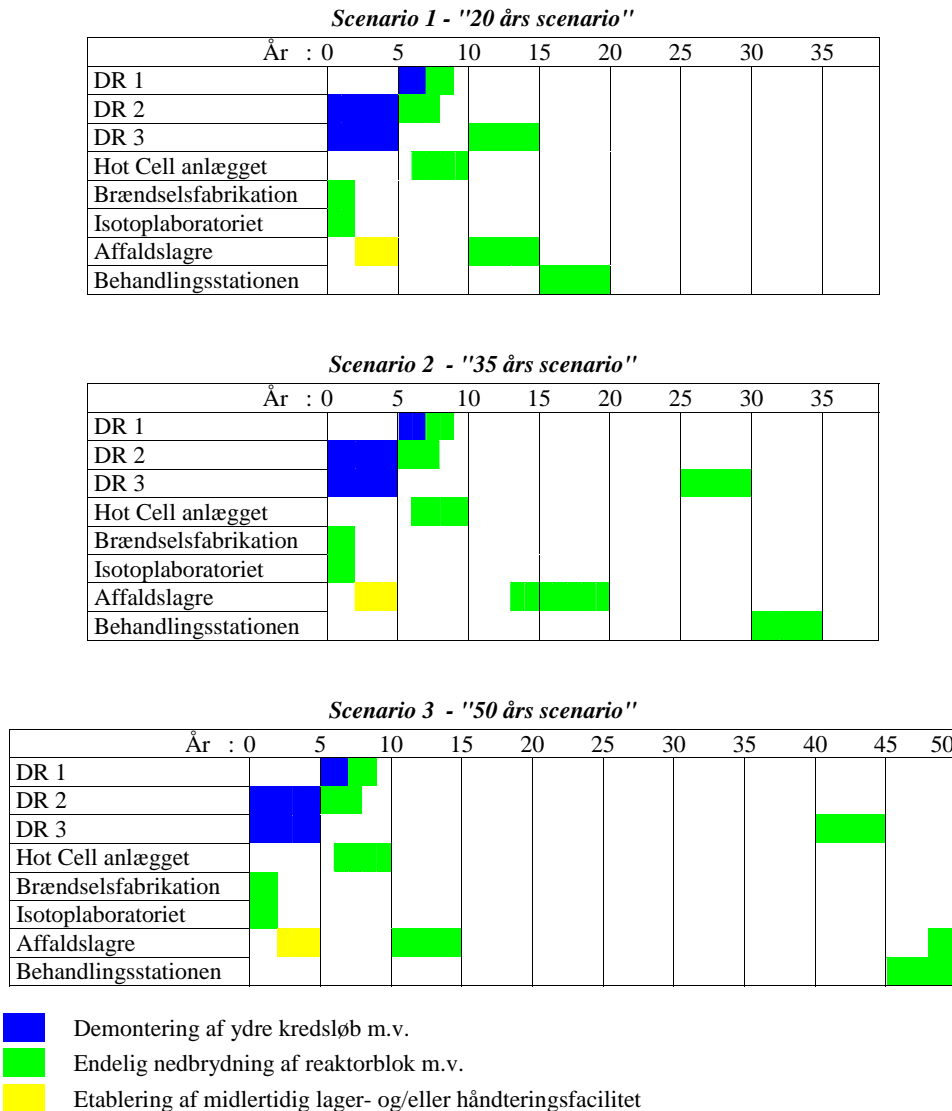 Scenario 1 - "20 års scenario"
År : 0 5 10 15 20 25 30 35
DR 1
DR 2
DR 3
Hot Cell anlægget
Brændselsfabrikation
Isotoplaboratoriet
Affaldslagre
Behandlingsstationen
Scenario 2 - "35 års scenario"
År : 0 5 10 15 20 25 30 35
DR 1
DR 2
DR 3
Hot Cell anlægget
Brændselsfabrikation
Isotoplaboratoriet
Affaldslagre
Behandlingsstationen
Scenario 3 - "50 års scenario"
År : 0 5 10 15 20 25 30 35 40 45 50
DR 1
DR 2
DR 3
Hot Cell anlægget
Brændselsfabrikation
Isotoplaboratoriet
Affaldslagre
Behandlingsstationen
Demontering af ydre kredsløb m.v.
Endelig nedbrydning af reaktorblok m.v.
Etablering af midlertidig lager- og/eller håndteringsfacilitet